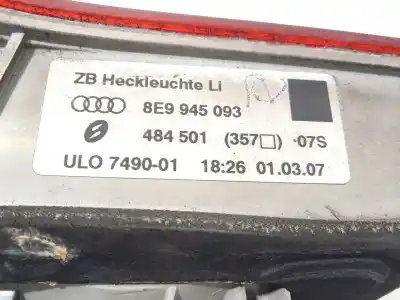 ZB Heckleuchte Li
8E9 945 093
484 501 (357□) 07S
ULO 7490-01 18:26 01.03.07